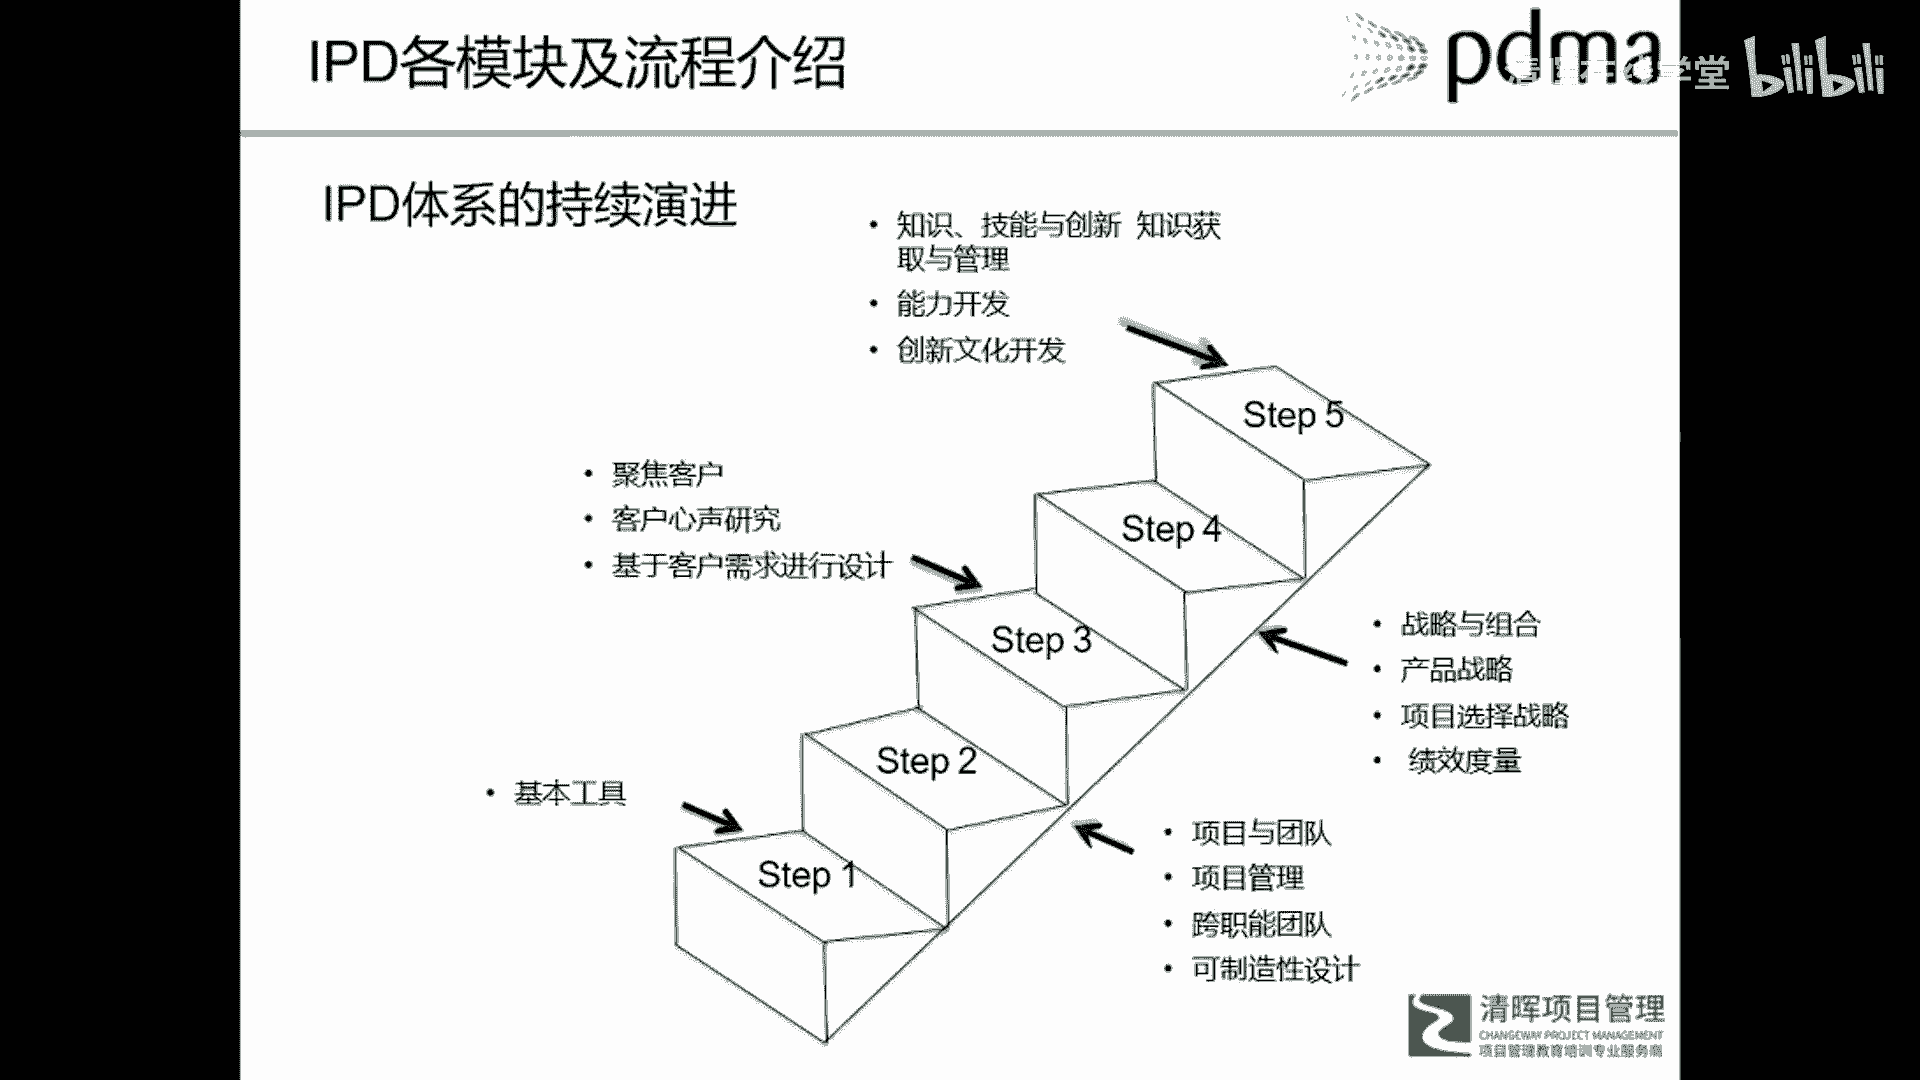 IPD各模块及流程介绍
pdma
学堂
bilibili
IPD体系的持续演进
• 知识、技能与创新 知识获
取与管理
• 能力开发
• 创新文化开发
Step 5
• 聚焦客户
• 客户心声研究
• 基于客户需求进行设计
Step 4
Step 3
• 战略与组合
• 产品战略
• 项目选择战略
• 绩效度量
Step 2
• 基本工具
• 项目与团队
• 项目管理
• 跨职能团队
• 可制造性设计
Step 1
清晖项目管理
CHANGEWAY PROJECT MANAGEMENT
项目管理教育培训专业服务商